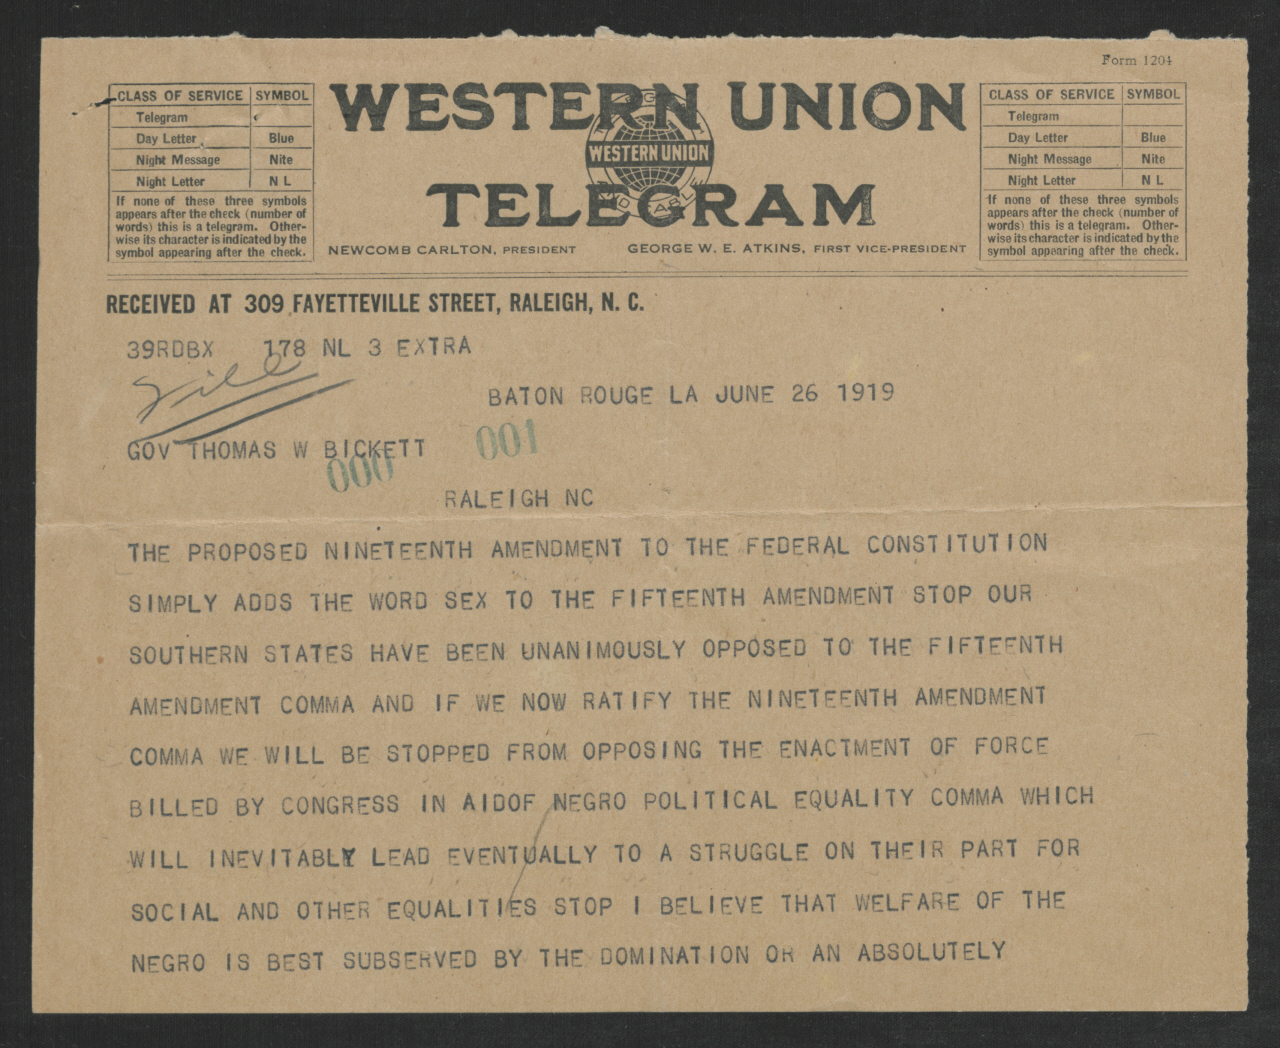 Form 1204
CLASS OF SERVICE SYMBOL
Telegram
Day Letter Blue
Night Message Nite
Night Letter N L
If none of these three symbols
appears after the check (number of
words) this is a telegram. Other-
wise its character is indicated by the
symbol appearing after the check.
WESTERN UNION
WESTERN UNION
TELEGRAM
NEWCOMB CARLTON, PRESIDENT GEORGE W. E. ATKINS, FIRST VICE-PRESIDENT
CLASS OF SERVICE SYMBOL
Telegram
Day Letter Blue
Night Message Nite
Night Letter N L
If none of these three symbols
appears after the check (number of
words) this is a telegram. Other-
wise its character is indicated by the
symbol appearing after the check.
RECEIVED AT 309 FAYETTEVILLE STREET, RALEIGH, N. C.
39RDBX 178 NL 3 EXTRA
BATON ROUGE LA JUNE 26 1919
GOV THOMAS W BICKETT
001
000
RALEIGH NC
THE PROPOSED NINETEENTH AMENDMENT TO THE FEDERAL CONSTITUTION
SIMPLY ADDS THE WORD SEX TO THE FIFTEENTH AMENDMENT STOP OUR
SOUTHERN STATES HAVE BEEN UNANIMOUSLY OPPOSED TO THE FIFTEENTH
AMENDMENT COMMA AND IF WE NOW RATIFY THE NINETEENTH AMENDMENT
COMMA WE WILL BE STOPPED FROM OPPOSING THE ENACTMENT OF FORCE
BILLED BY CONGRESS IN AIDOF NEGRO POLITICAL EQUALITY COMMA WHICH
WILL INEVITABLY LEAD EVENTUALLY TO A STRUGGLE ON THEIR PART FOR
SOCIAL AND OTHER EQUALITIES STOP I BELIEVE THAT WELFARE OF THE
NEGRO IS BEST SUBSERVED BY THE DOMINATION OR AN ABSOLUTELY